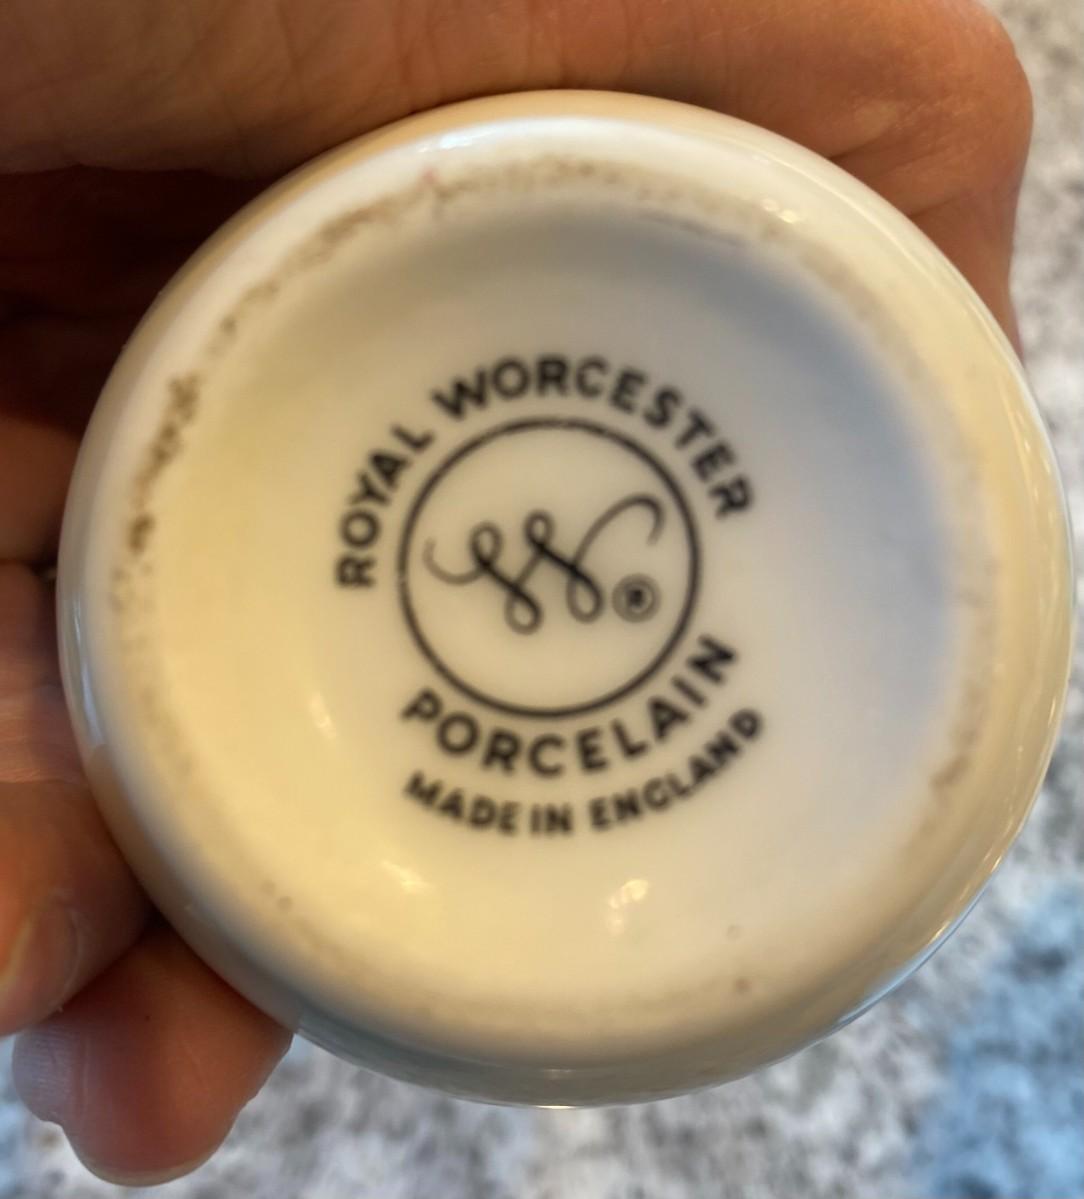 ROYAL WORCESTER
W®
PORCELAIN
MADE IN ENGLAND